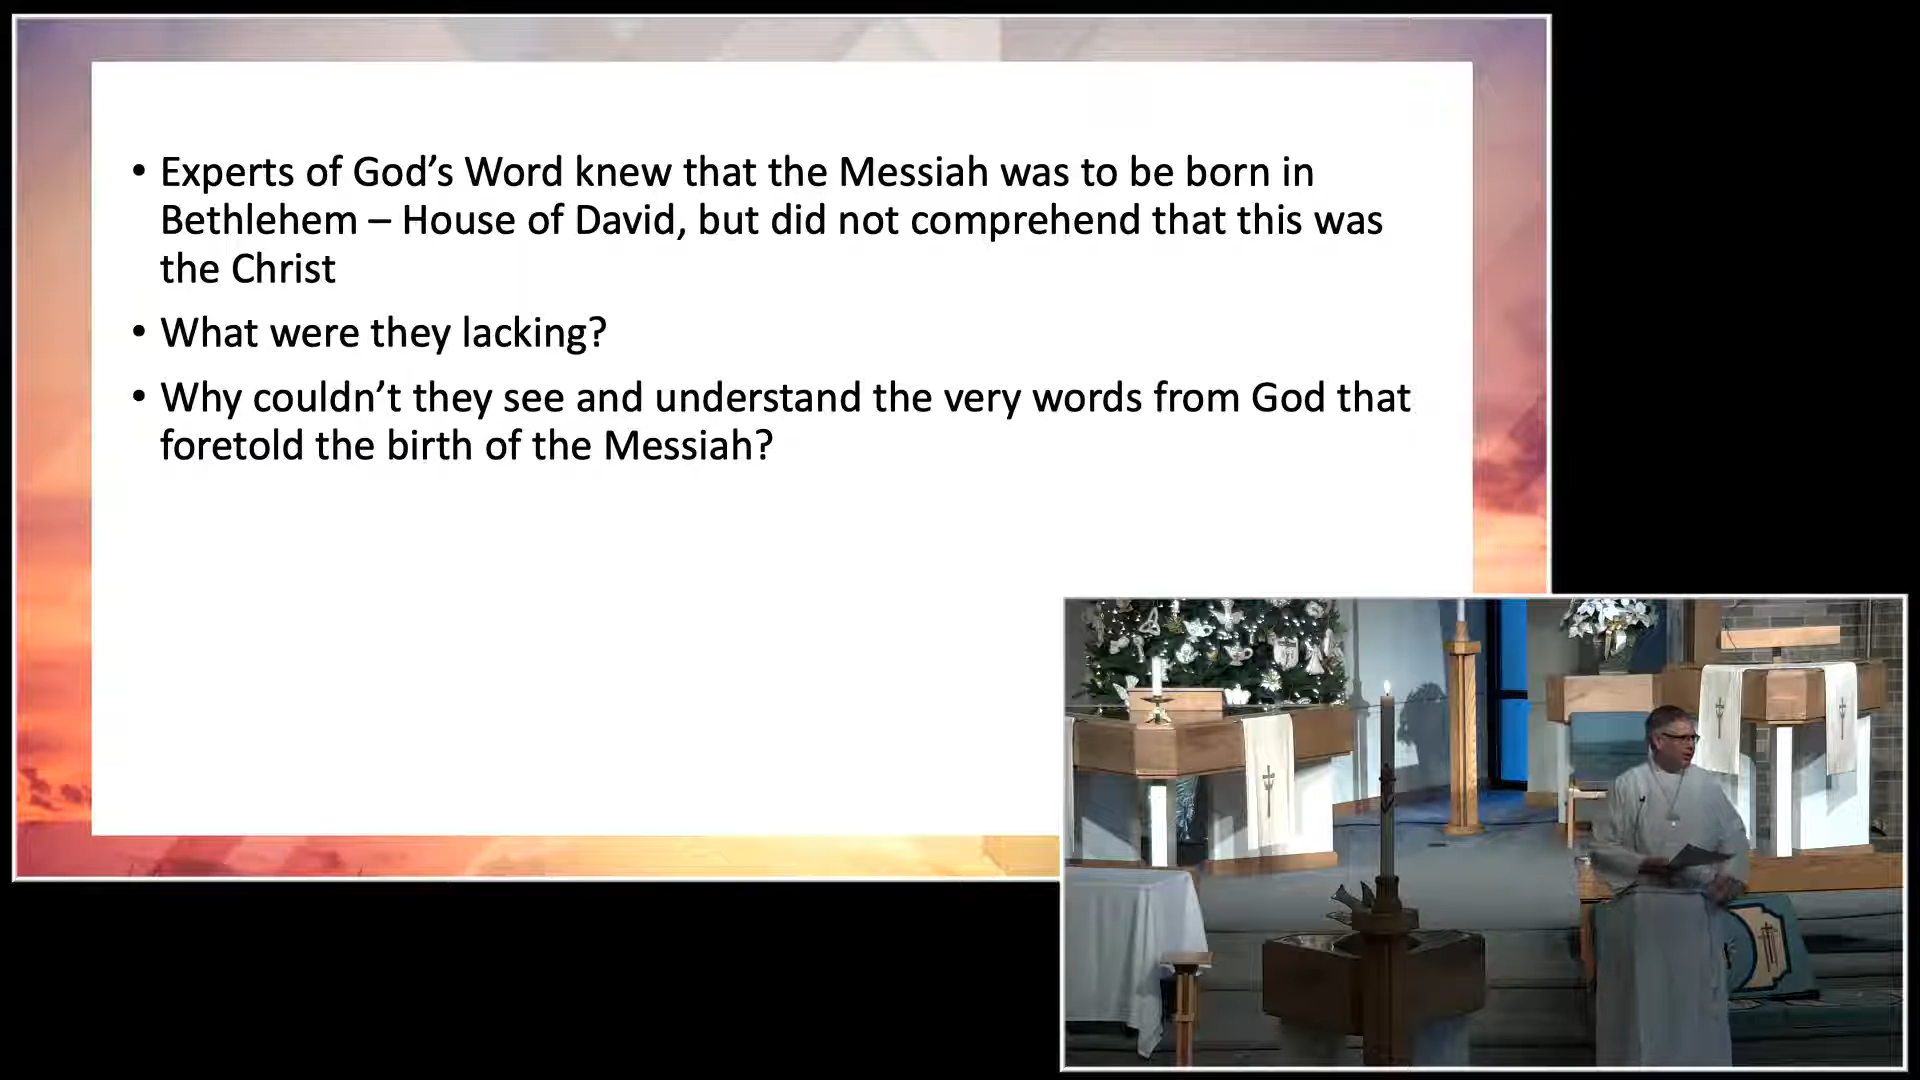 • Experts of God’s Word knew that the Messiah was to be born in
Bethlehem – House of David, but did not comprehend that this was
the Christ
• What were they lacking?
• Why couldn’t they see and understand the very words from God that
foretold the birth of the Messiah?